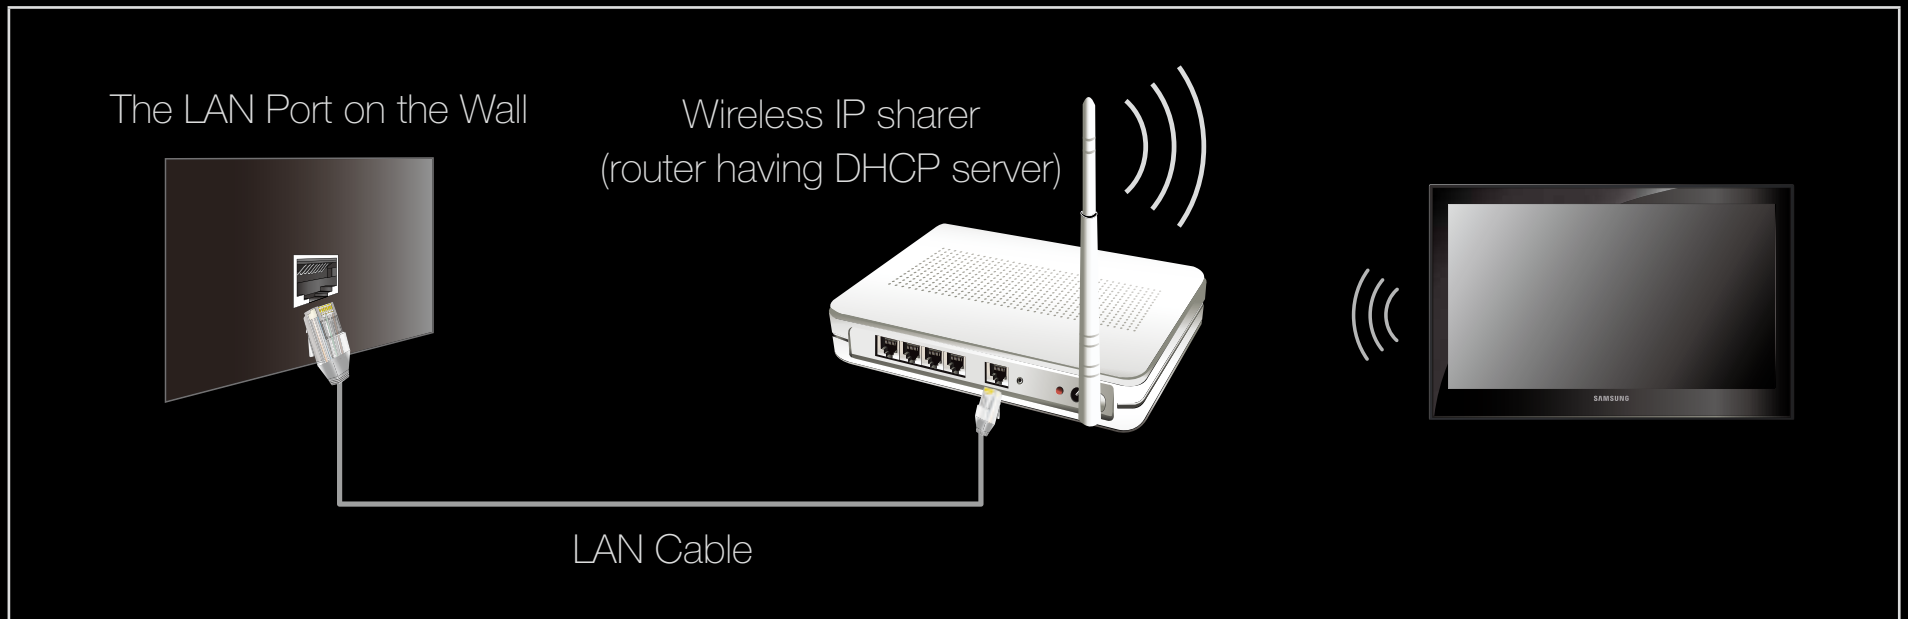 The LAN Port on the Wall
Wireless IP sharer
(router having DHCP server)
SAMSUNG
LAN Cable